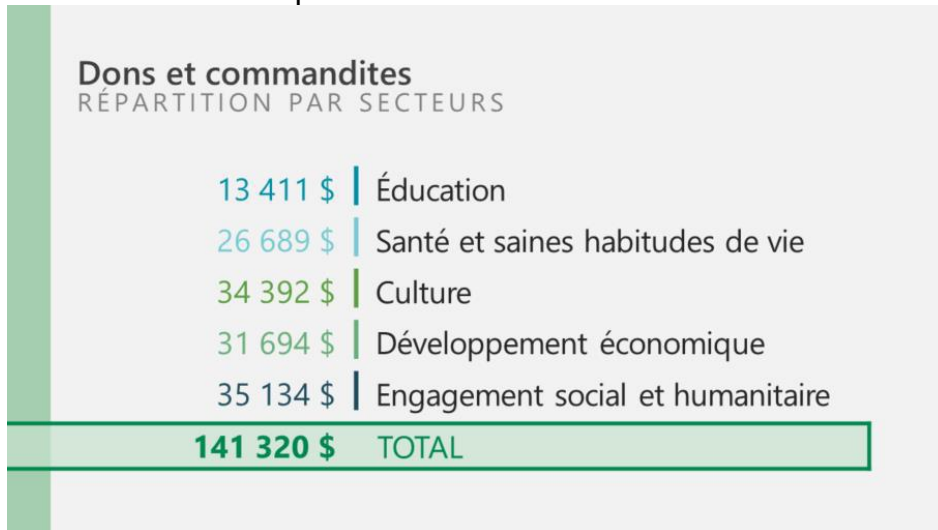 Dons et commandites
RÉPARTITION PAR SECTEURS
13 411 $ Éducation
26 689 $ Santé et saines habitudes de vie
34 392 $ Culture
31 694 $ Développement économique
35 134 $ Engagement social et humanitaire
141 320 $ TOTAL